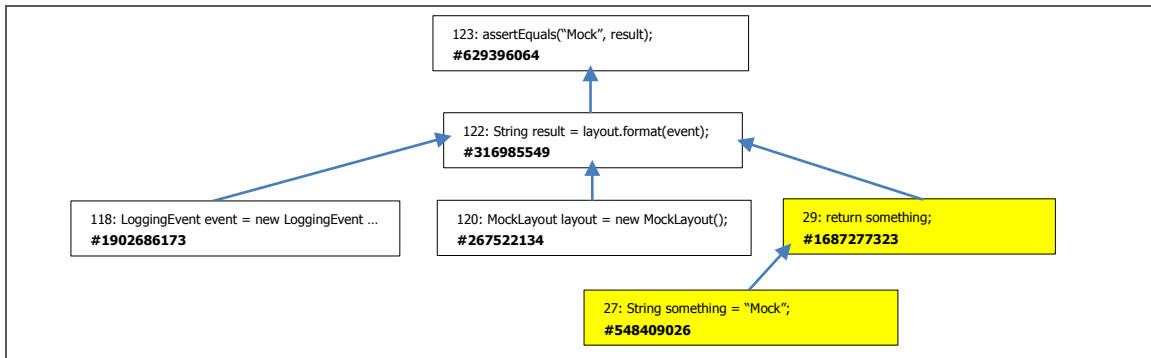 123: assertEquals(“Mock”, result);
#629396064
122: String result = layout.format(event);
#316985549
118: LoggingEvent event = new LoggingEvent ...
#1902686173
120: MockLayout layout = new MockLayout();
#267522134
29: return something;
#1687277323
27: String something = “Mock”;
#548409026